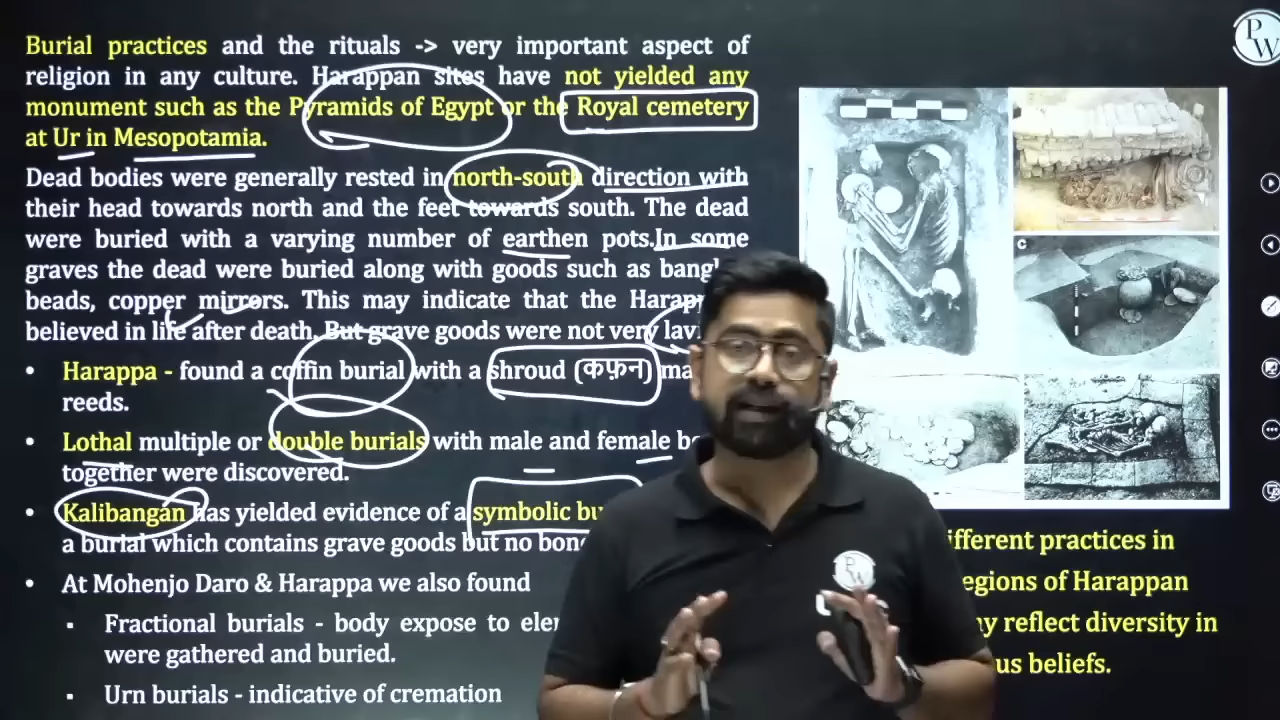 Burial practices and the rituals -> very important aspect of
religion in any culture. Harappan sites have not yielded any
monument such as the Pyramids of Egypt or the Royal cemetery
at Ur in Mesopotamia.
Dead bodies were generally rested in north-south direction with
their head towards north and the feet towards south. The dead
were buried with a varying number of earthen pots.In some
graves the dead were buried along with goods such as
beads, copper mirrors. This may indicate that the
believed in life after death. But grave goods were not very
• Harappa - found a coffin burial with a shroud (कफ़न)
reeds.
• Lothal multiple or double burials with male and female
together were discovered.
• Kalibangan has yielded evidence of a symbolic
a burial which contains grave goods but no
• At Mohenjo Daro & Harappa we also found
▪ Fractional burials - body expose to
were gathered and buried.
▪ Urn burials - indicative of cremation
PW
C
PW
practices in
of Harappan
reflect diversity in
beliefs.